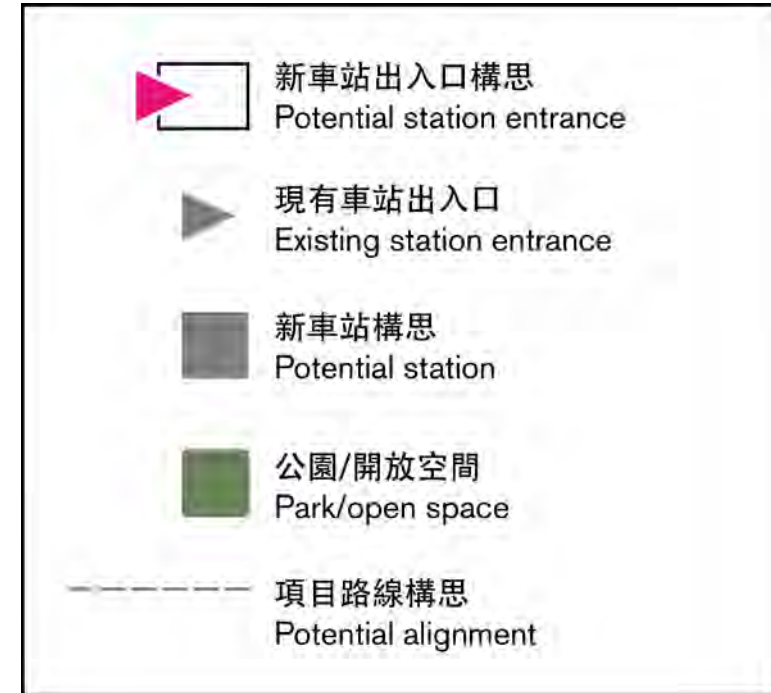 新車站出入口構思
Potential station entrance
現有車站出入口
Existing station entrance
新車站構思
Potential station
公園/開放空間
Park/open space
項目路線構思
Potential alignment